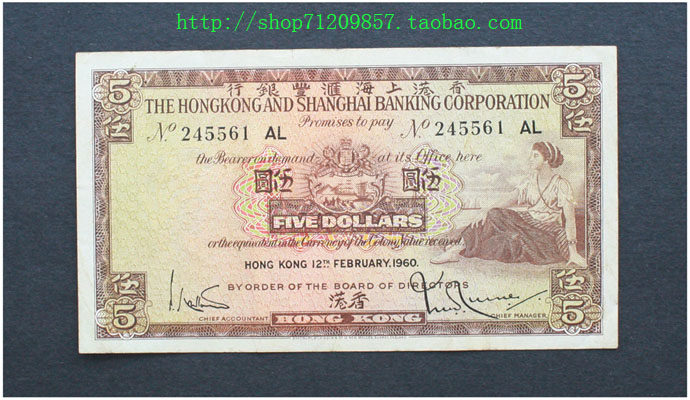 http://shop71209857.taobao.com/
5 行銀豐滙海上港香 5
伍 THE HONGKONG AND SHANGHAI BANKING CORPORATION 伍
Promises to pay
No 245561 AL No 245561 AL
the Bearer on demand at its Office here
圓伍 圓伍
FIVE DOLLARS
or the equivalent in the Currency of the Colony Value received
HONG KONG 12TH FEBRUARY, 1960.
BY ORDER OF THE BOARD OF DIRECTORS
伍 港香 伍
5 CHIEF ACCOUNTANT HONG KONG CHIEF MANAGER 5